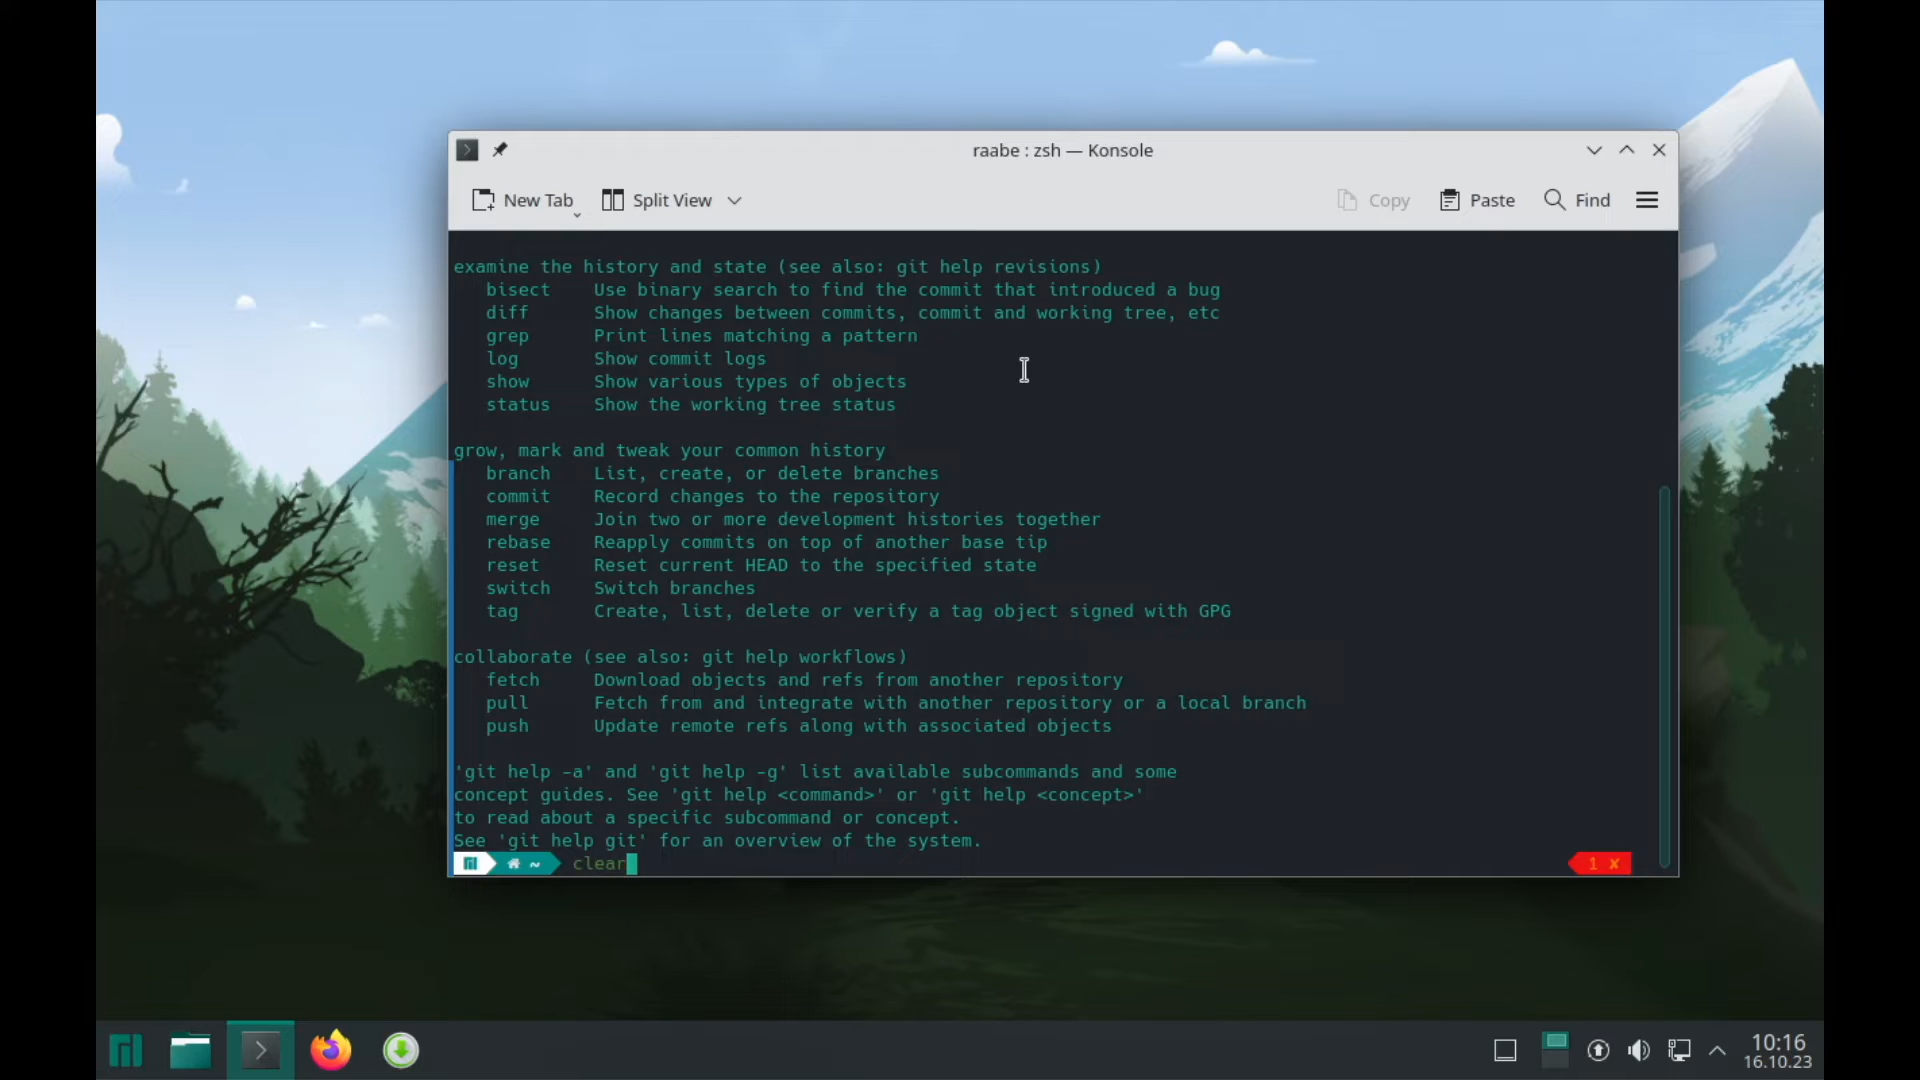 raabe : zsh — Konsole
New Tab Split View Copy Paste Find
examine the history and state (see also: git help revisions)
bisect Use binary search to find the commit that introduced a bug
diff Show changes between commits, commit and working tree, etc
grep Print lines matching a pattern
log Show commit logs
show Show various types of objects
status Show the working tree status
grow, mark and tweak your common history
branch List, create, or delete branches
commit Record changes to the repository
merge Join two or more development histories together
rebase Reapply commits on top of another base tip
reset Reset current HEAD to the specified state
switch Switch branches
tag Create, list, delete or verify a tag object signed with GPG
collaborate (see also: git help workflows)
fetch Download objects and refs from another repository
pull Fetch from and integrate with another repository or a local branch
push Update remote refs along with associated objects
'git help -a' and 'git help -g' list available subcommands and some
concept guides. See 'git help <command>' or 'git help <concept>'
to read about a specific subcommand or concept.
See 'git help git' for an overview of the system.
~ clear 1 ✘
10:16
16.10.23